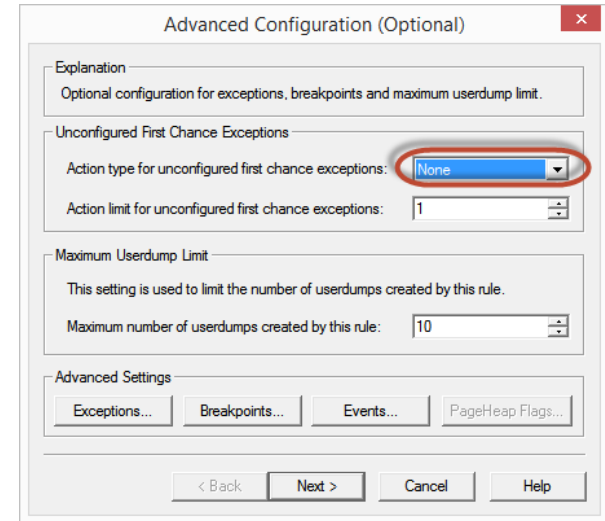 Advanced Configuration (Optional)
Explanation
Optional configuration for exceptions, breakpoints and maximum userdump limit.
Unconfigured First Chance Exceptions
Action type for unconfigured first chance exceptions: None
Action limit for unconfigured first chance exceptions: 1
Maximum Userdump Limit
This setting is used to limit the number of userdumps created by this rule.
Maximum number of userdumps created by this rule: 10
Advanced Settings
Exceptions... Breakpoints... Events... PageHeap Flags...
< Back Next > Cancel Help